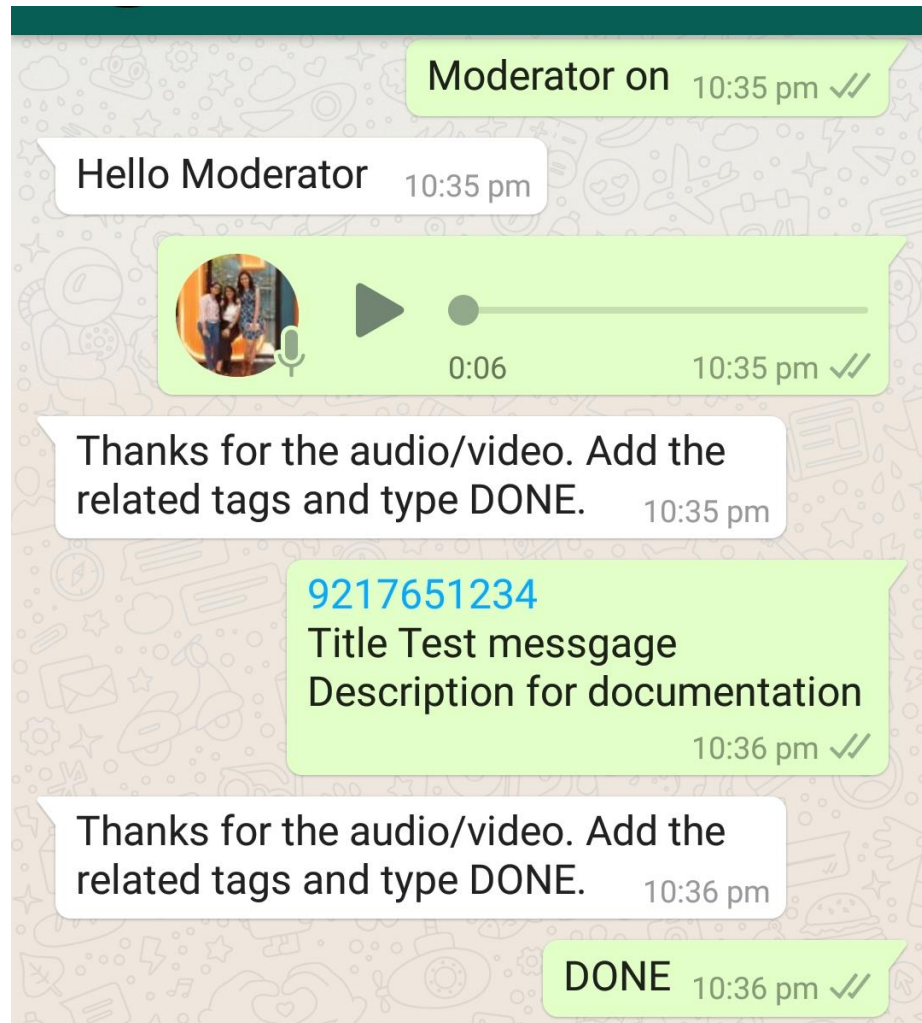 Moderator on 10:35 pm
Hello Moderator 10:35 pm
0:06 10:35 pm
Thanks for the audio/video. Add the
related tags and type DONE. 10:35 pm
9217651234
Title Test messgage
Description for documentation
10:36 pm
Thanks for the audio/video. Add the
related tags and type DONE. 10:36 pm
DONE 10:36 pm